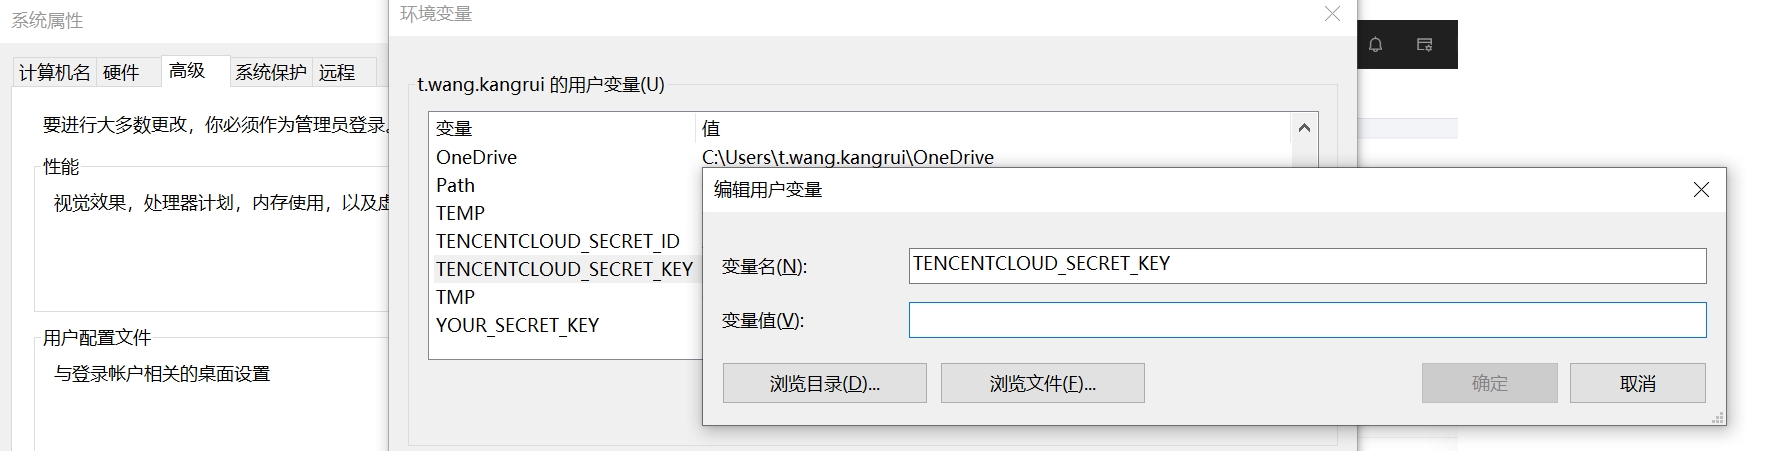 系统属性
环境变量
计算机名 硬件 高级 系统保护 远程
t.wang.kangrui 的用户变量(U)
要进行大多数更改，你必须作为管理员登录。
变量 值
OneDrive C:\Users\t.wang.kangrui\OneDrive
性能
Path
编辑用户变量
视觉效果，处理器计划，内存使用，以及虚
TEMP
TENCENTCLOUD_SECRET_ID
TENCENTCLOUD_SECRET_KEY
变量名(N): TENCENTCLOUD_SECRET_KEY
TMP
YOUR_SECRET_KEY
变量值(V):
用户配置文件
与登录帐户相关的桌面设置
浏览目录(D)... 浏览文件(F)... 确定 取消